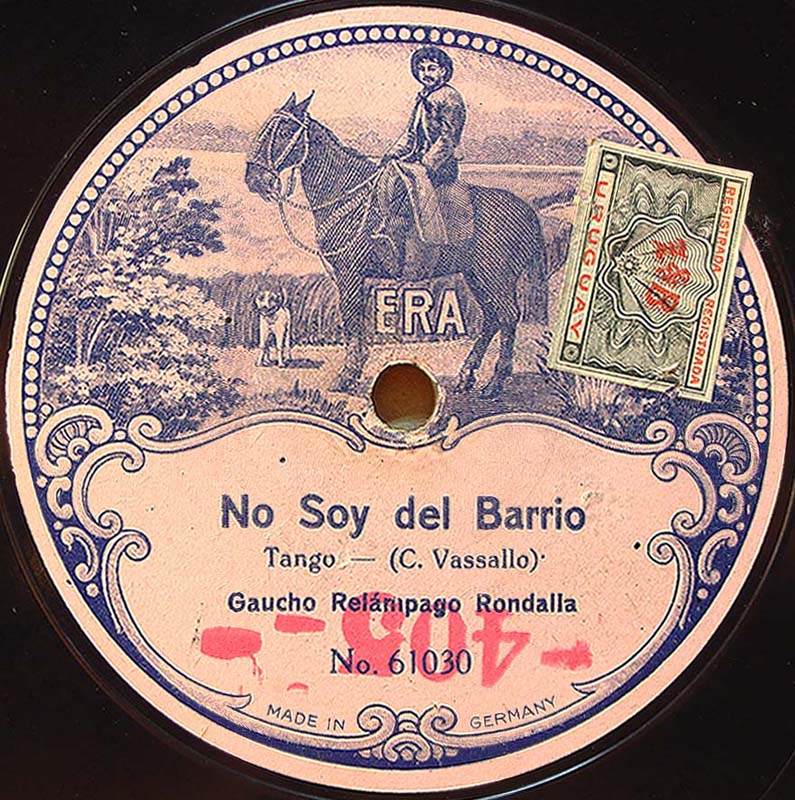 ERA
URUGUAY
REGISTRADA REGISTRADA
No Soy del Barrio
Tango — (C. Vassallo)
Gaucho Relámpago Rondalla
- 405 -
No. 61030
MADE IN GERMANY